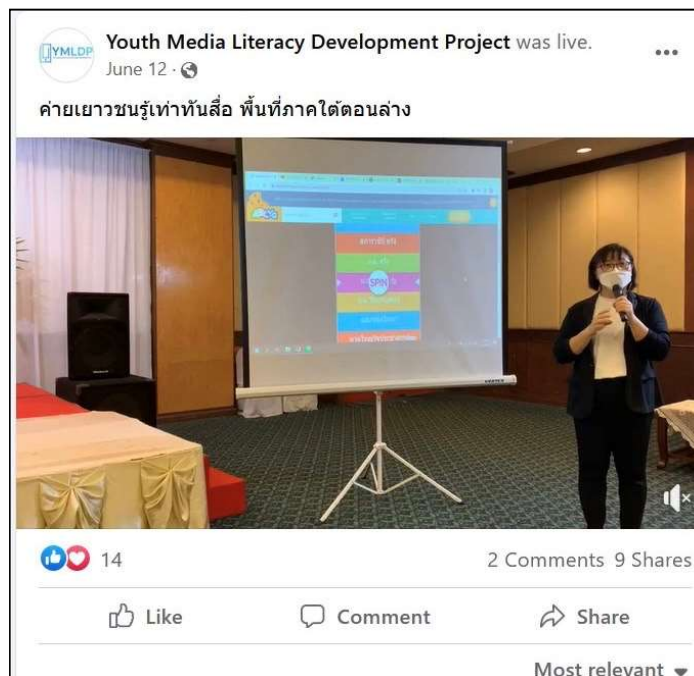 YMLDP
Youth Media Literacy Development Project was live.
June 12
ค่ายเยาวชนรู้เท่าทันสื่อ พื้นที่ภาคใต้ตอนล่าง
SPIN
14
2 Comments 9 Shares
Like Comment Share
Most relevant